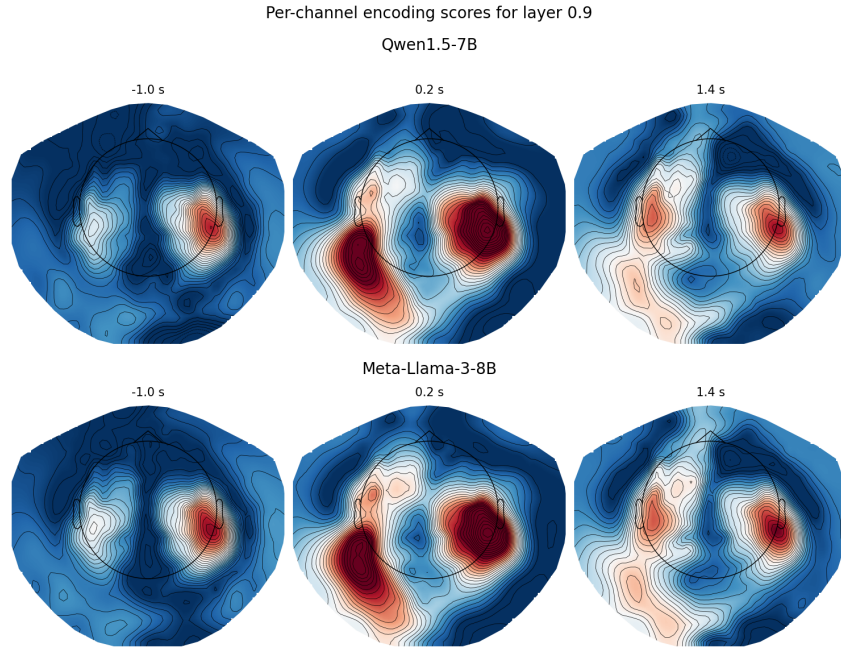 Per-channel encoding scores for layer 0.9
Qwen1.5-7B
-1.0 s
0.2 s
1.4 s
Meta-Llama-3-8B
-1.0 s
0.2 s
1.4 s